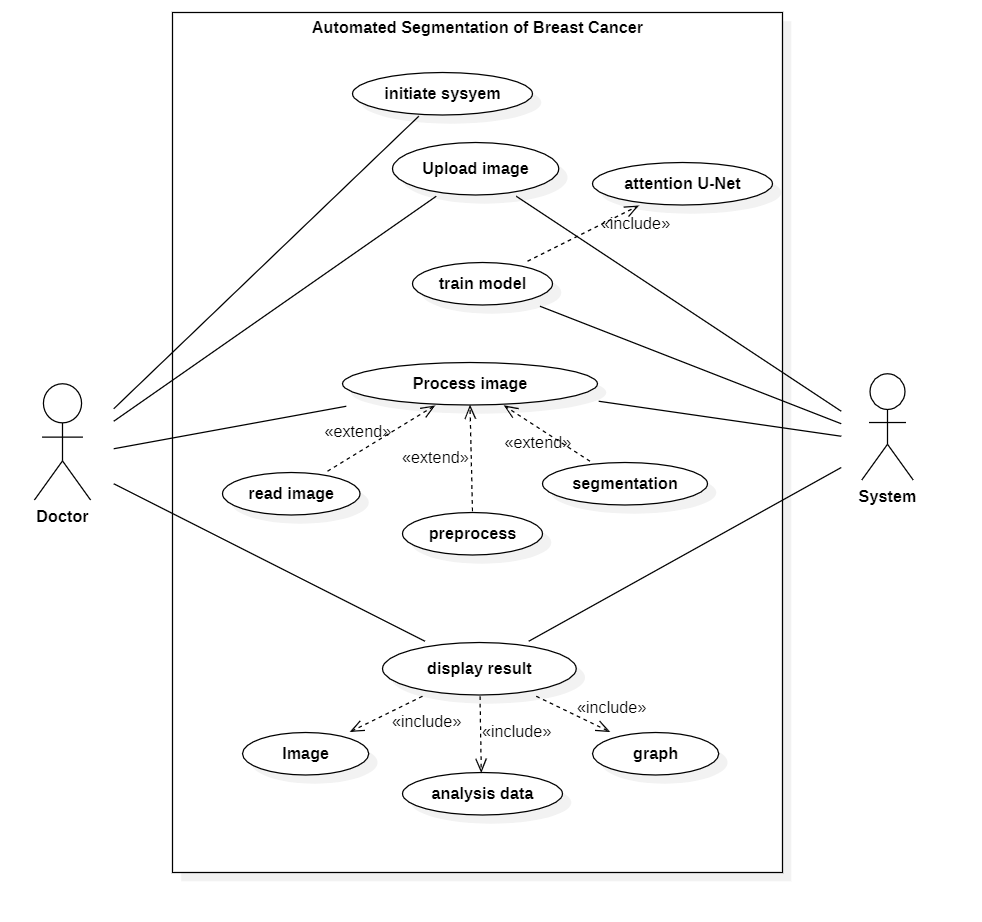 Automated Segmentation of Breast Cancer
initiate sysyem
Upload image
attention U-Net
«include»
train model
Process image
«extend»
«extend»
«extend»
read image
segmentation
preprocess
Doctor
System
display result
«include»
«include»
«include»
Image
graph
analysis data